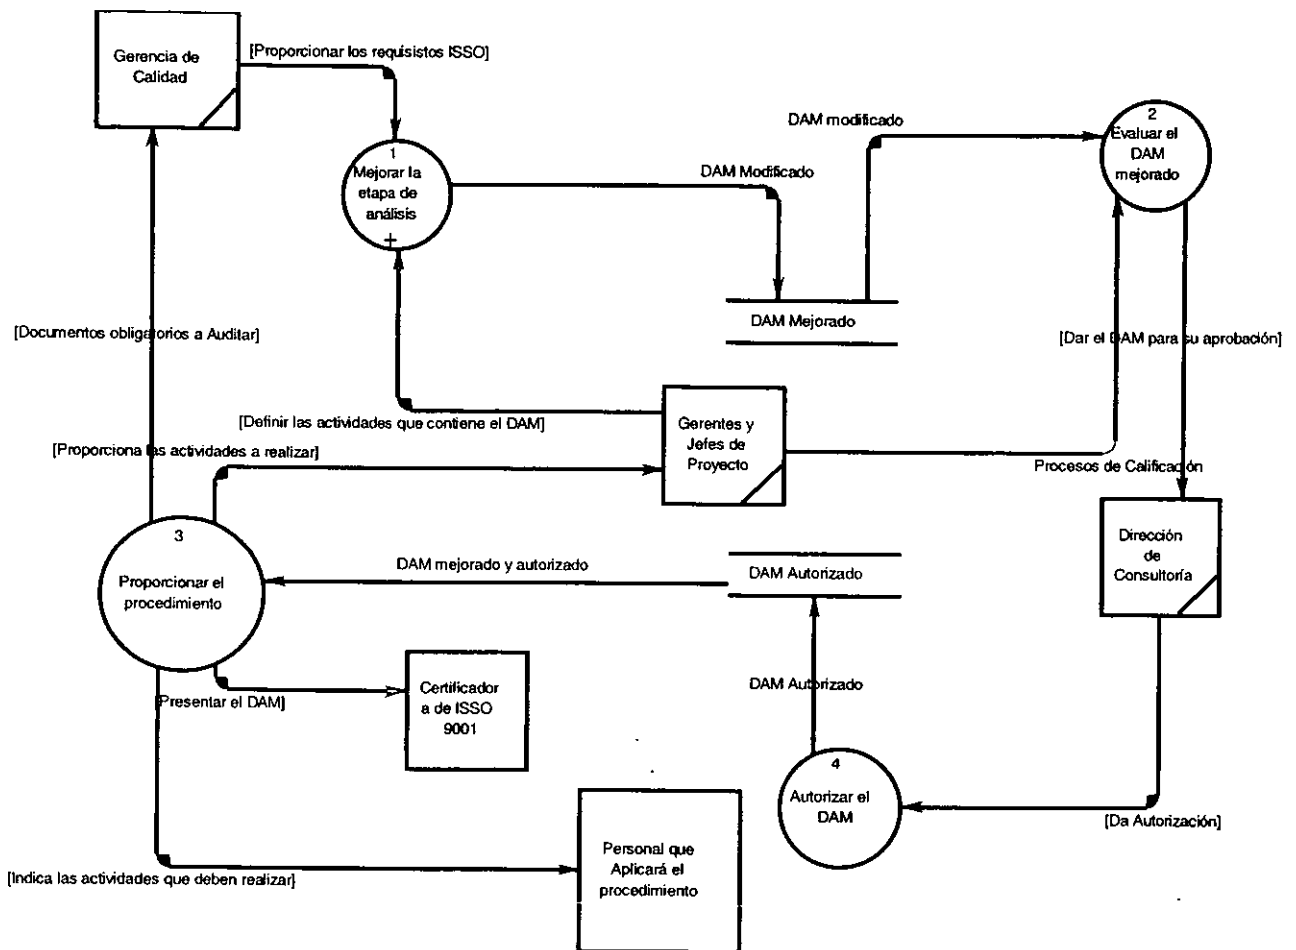 Gerencia de
Calidad
[Proporcionar los requisistos ISSO]
1
Mejorar la
etapa de
análisis
+
DAM Modificado
DAM modificado
2
Evaluar el
DAM
mejorado
DAM Mejorado
[Documentos obligatorios a Auditar]
[Dar el DAM para su aprobación]
[Definir las actividades que contiene el DAM]
Gerentes y
Jefes de
Proyecto
[Proporciona las actividades a realizar]
Procesos de Calificación
3
Proporcionar el
procedimiento
DAM mejorado y autorizado
DAM Autorizado
Dirección
de
Consultoría
[Presentar el DAM]
Certificador
a de ISSO
9001
DAM Autorizado
4
Autorizar el
DAM
[Da Autorización]
Personal que
Aplicará el
procedimiento
[Indica las actividades que deben realizar]